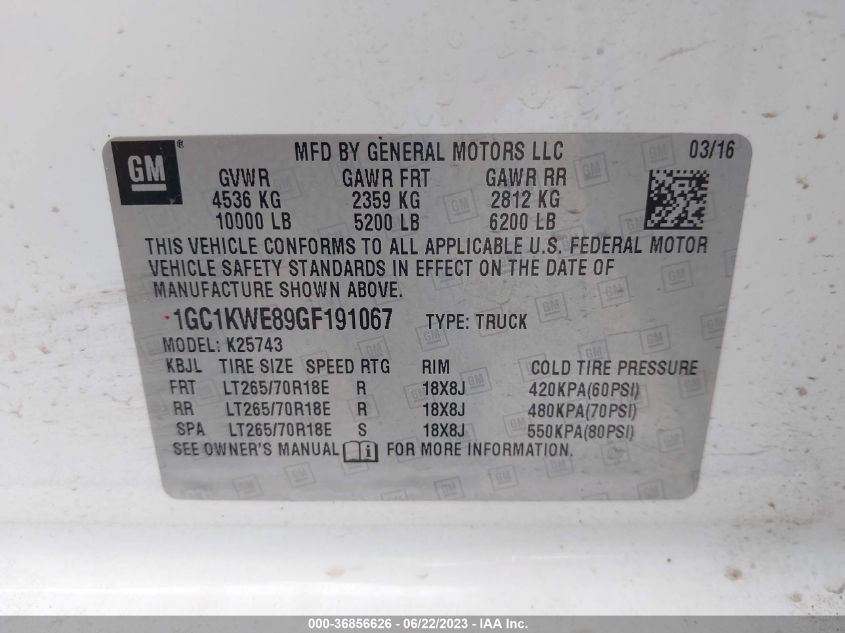 GM ® MFD BY GENERAL MOTORS LLC 03/16
GVWR GAWR FRT GAWR RR
4536 KG 2359 KG 2812 KG
10000 LB 5200 LB 6200 LB
THIS VEHICLE CONFORMS TO ALL APPLICABLE U.S. FEDERAL MOTOR
VEHICLE SAFETY STANDARDS IN EFFECT ON THE DATE OF
MANUFACTURE SHOWN ABOVE.
1GC1KWE89GF191067 TYPE: TRUCK
MODEL: K25743
KBJL TIRE SIZE SPEED RTG RIM COLD TIRE PRESSURE
FRT LT265/70R18E R 18X8J 420KPA(60PSI)
RR LT265/70R18E R 18X8J 480KPA(70PSI)
SPA LT265/70R18E S 18X8J 550KPA(80PSI)
SEE OWNER'S MANUAL i FOR MORE INFORMATION.
000-36856626 - 06/22/2023 - IAA Inc.